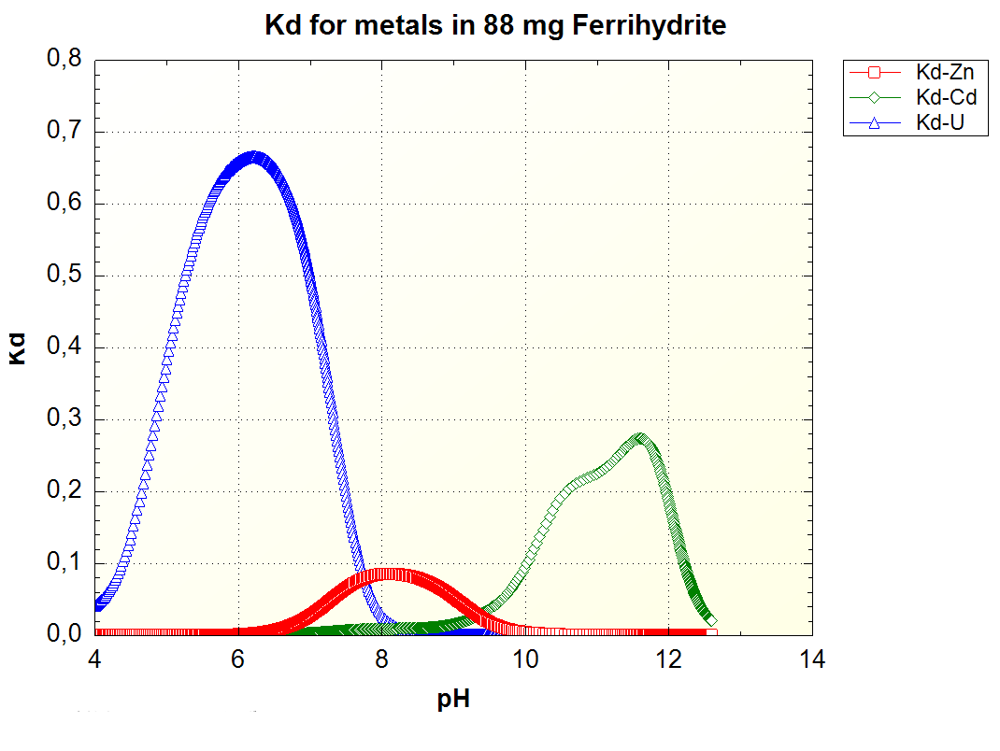 Kd for metals in 88 mg Ferrihydrite
0,8
0,7
0,6
0,5
0,4
0,3
0,2
0,1
0,0
Kd
4 6 8 10 12 14
pH
Kd-Zn
Kd-Cd
Kd-U